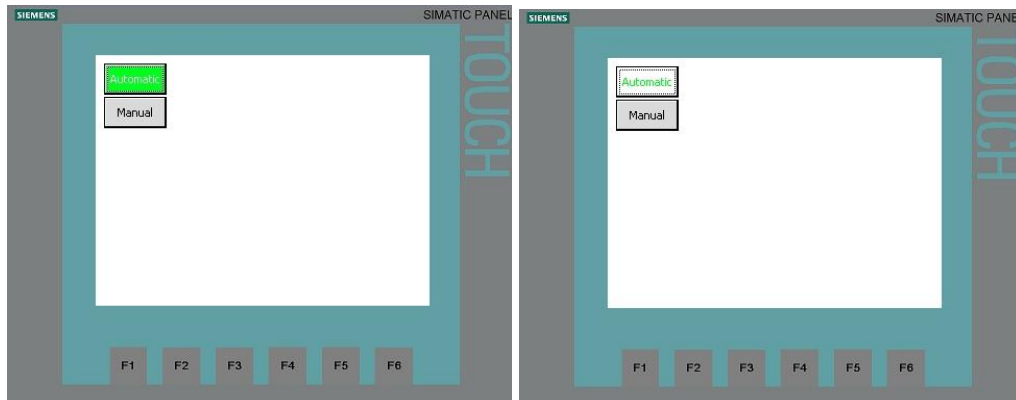 SIEMENS
SIMATIC PANEL
TOUCH
Automatic
Manual
F1 F2 F3 F4 F5 F6
SIEMENS
SIMATIC PANE
TOUCH
Automatic
Manual
F1 F2 F3 F4 F5 F6